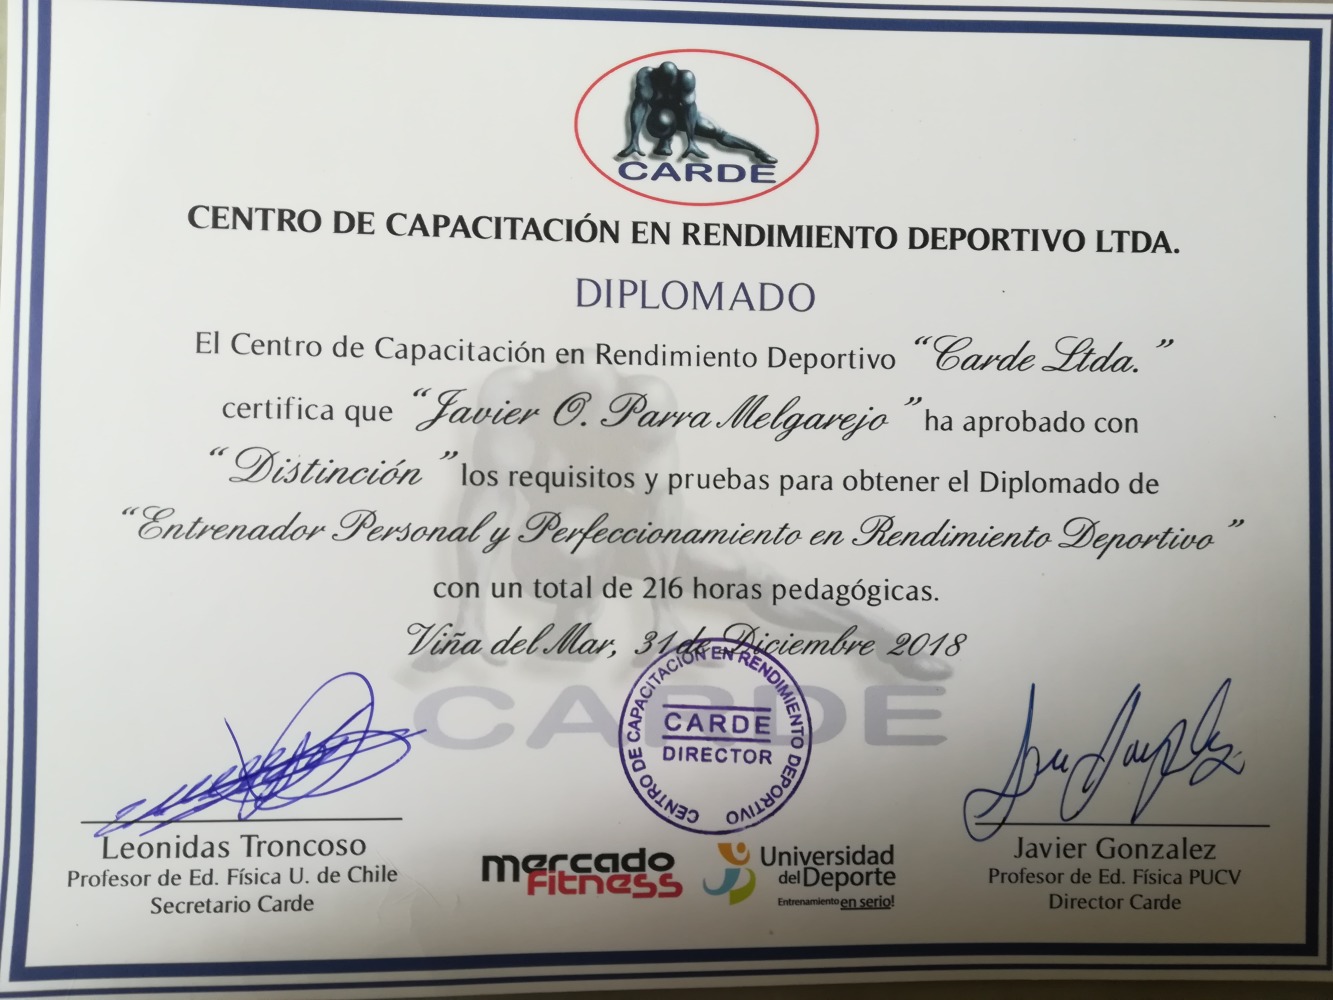 CARDE
CENTRO DE CAPACITACIÓN EN RENDIMIENTO DEPORTIVO LTDA.
DIPLOMADO
El Centro de Capacitación en Rendimiento Deportivo “Carde Ltda.”
certifica que “Javier O. Parra Melgarejo” ha aprobado con
“Distinción” los requisitos y pruebas para obtener el Diplomado de
“Entrenador Personal y Perfeccionamiento en Rendimiento Deportivo”
con un total de 216 horas pedagógicas.
Viña del Mar, 31 de Diciembre 2018
CARDE
CENTRO DE CAPACITACIÓN EN RENDIMIENTO DEPORTIVO
CARDE
DIRECTOR
Leonidas Troncoso
Profesor de Ed. Física U. de Chile
Secretario Carde
mercado
Fitness
Universidad
del Deporte
Entrenamiento en serio!
Javier Gonzalez
Profesor de Ed. Física PUCV
Director Carde